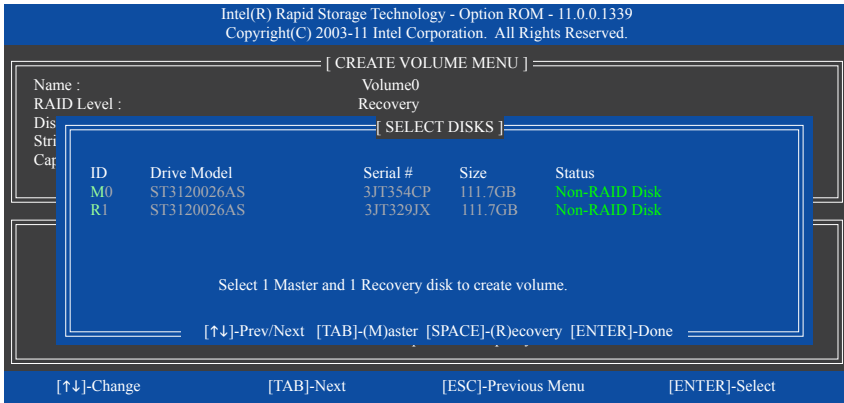 Intel(R) Rapid Storage Technology - Option ROM - 11.0.0.1339
Copyright(C) 2003-11 Intel Corporation. All Rights Reserved.
[ CREATE VOLUME MENU ]
Name : Volume0
RAID Level : Recovery
Dis
Stri
Cap
[ SELECT DISKS ]
ID Drive Model Serial # Size Status
M0 ST3120026AS 3JT354CP 111.7GB Non-RAID Disk
R1 ST3120026AS 3JT329JX 111.7GB Non-RAID Disk
Select 1 Master and 1 Recovery disk to create volume.
[↑↓]-Prev/Next [TAB]-(M)aster [SPACE]-(R)ecovery [ENTER]-Done
[↑↓]-Change [TAB]-Next [ESC]-Previous Menu [ENTER]-Select